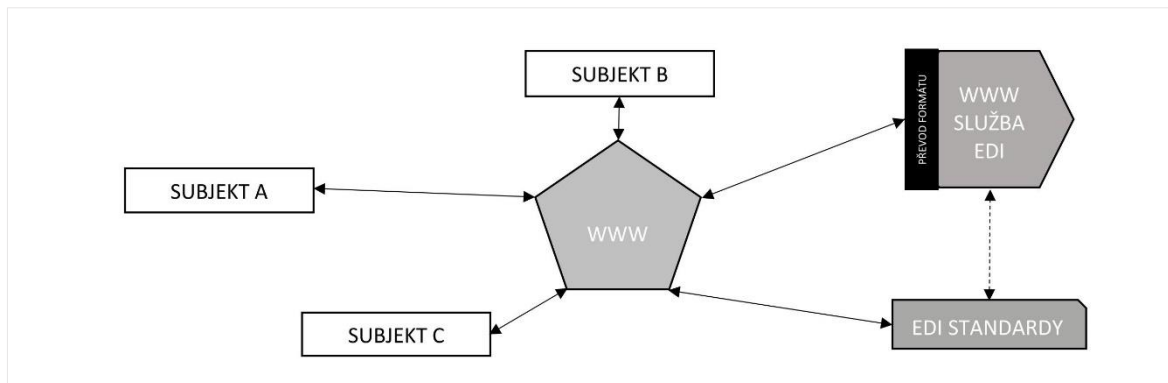 SUBJEKT B
PŘEVOD FORMÁTU
WWW
SLUŽBA
EDI
SUBJEKT A
WWW
SUBJEKT C
EDI STANDARDY